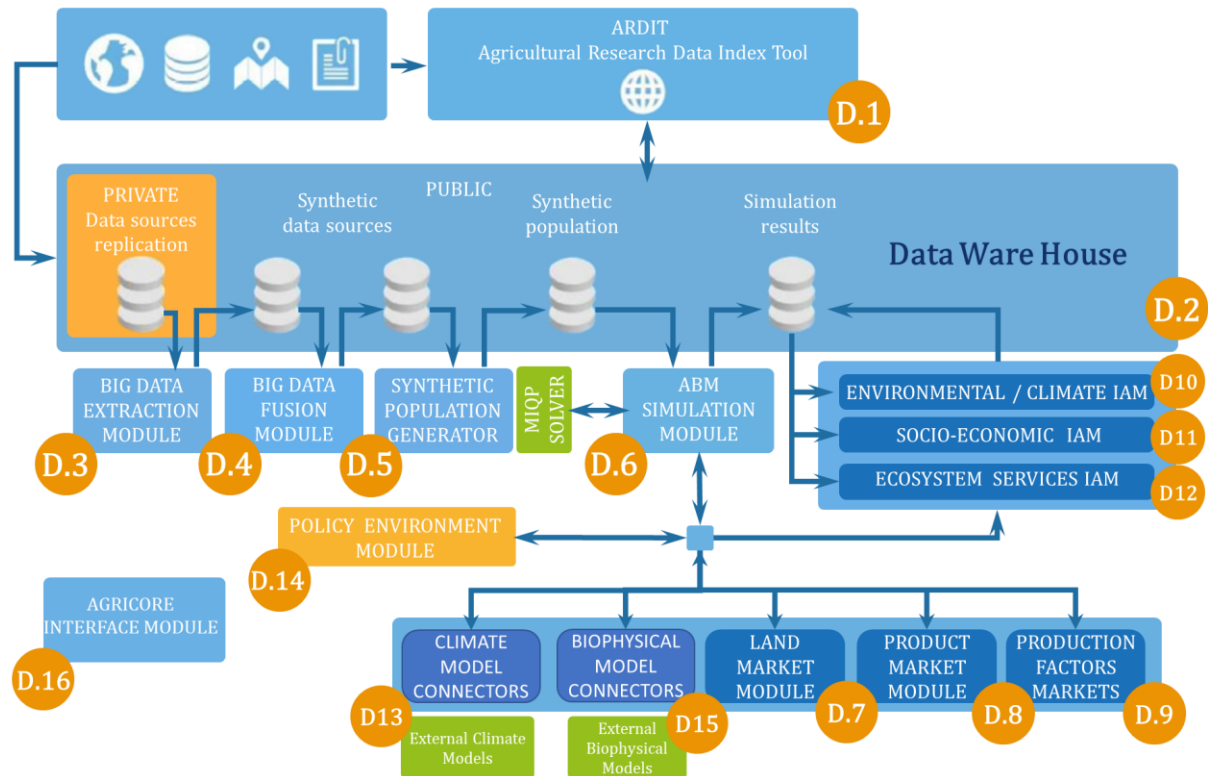 ARDIT
Agricultural Research Data Index Tool
D.1
PRIVATE
Data sources
replication
Synthetic
data sources
PUBLIC
Synthetic
population
Simulation
results
Data Ware House
D.2
BIG DATA
EXTRACTION
MODULE
D.3
BIG DATA
FUSION
MODULE
D.4
SYNTHETIC
POPULATION
GENERATOR
D.5
MIQP
SOLVER
ABM
SIMULATION
MODULE
D.6
ENVIRONMENTAL / CLIMATE IAM
D10
SOCIO-ECONOMIC IAM
D11
ECOSYSTEM SERVICES IAM
D12
POLICY ENVIRONMENT
MODULE
D.14
AGRICORE
INTERFACE MODULE
D.16
CLIMATE
MODEL
CONNECTORS
D13
BIOPHYSICAL
MODEL
CONNECTORS
D15
LAND
MARKET
MODULE
D.7
PRODUCT
MARKET
MODULE
D.8
PRODUCTION
FACTORS
MARKETS
D.9
External Climate
Models
External
Biophysical
Models